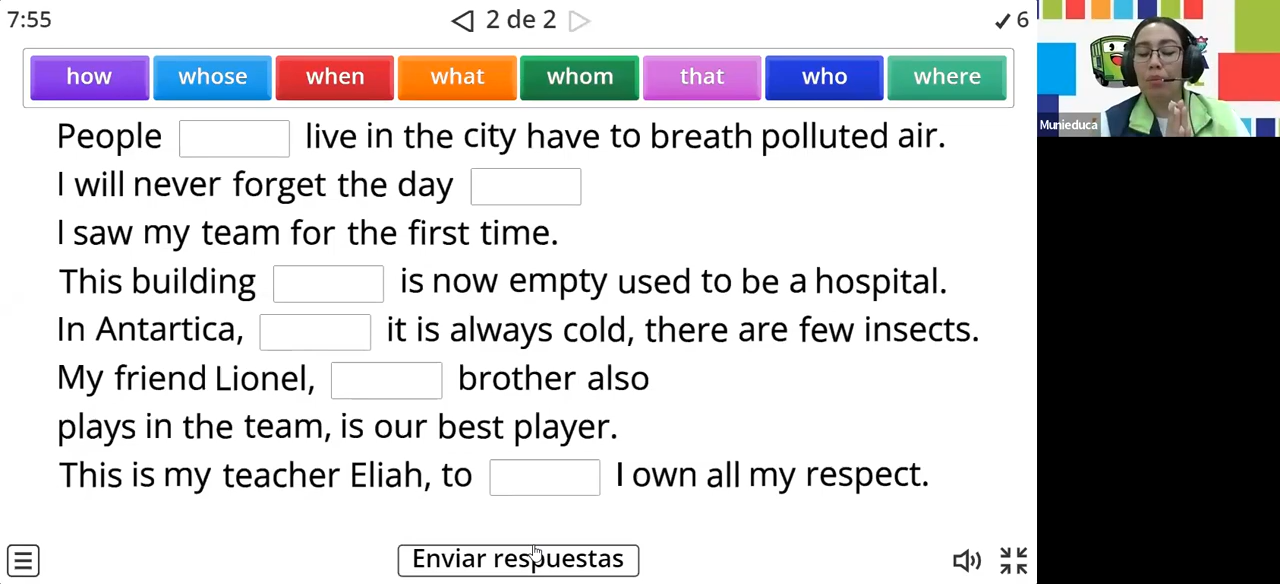 7:55 2 de 2 6
how whose when what whom that who where
Munieduca
People live in the city have to breath polluted air.
I will never forget the day
I saw my team for the first time.
This building is now empty used to be a hospital.
In Antartica, it is always cold, there are few insects.
My friend Lionel, brother also
plays in the team, is our best player.
This is my teacher Eliah, to I own all my respect.
Enviar respuestas